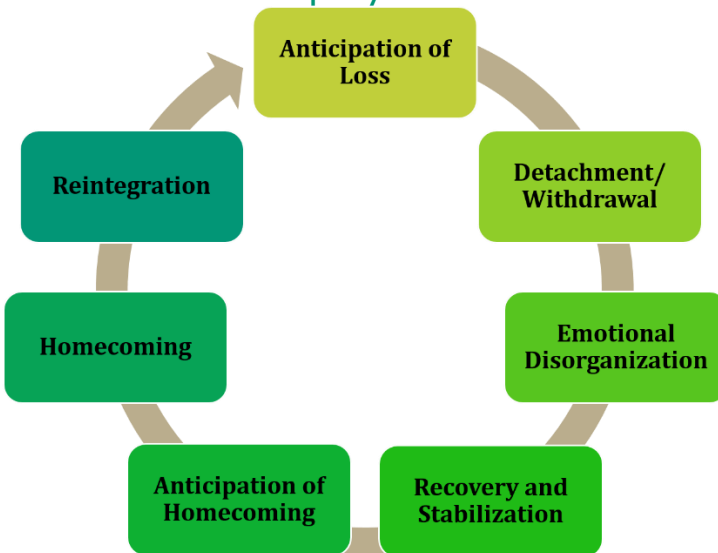 Anticipation of
Loss
Detachment/
Withdrawal
Emotional
Disorganization
Recovery and
Stabilization
Anticipation of
Homecoming
Homecoming
Reintegration